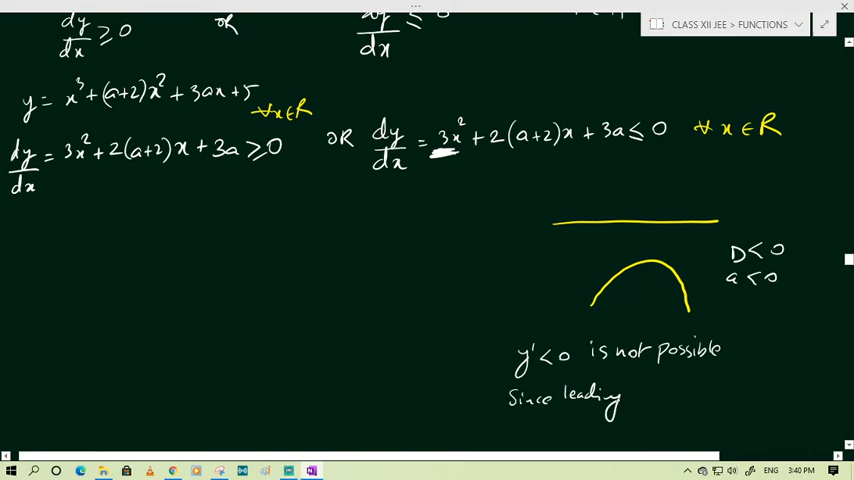 CLASS XII JEE > FUNCTIONS
dy/dx ≥ 0 OR dy/dx ≤ 0
y = x³ + (a+2)x² + 3ax + 5
∀x∈R
dy/dx = 3x² + 2(a+2)x + 3a ≥ 0 OR dy/dx = 3x² + 2(a+2)x + 3a ≤ 0 ∀ x ∈ R
D < 0
a < 0
y' < 0 is not possible
Since leading
ENG 3:40 PM